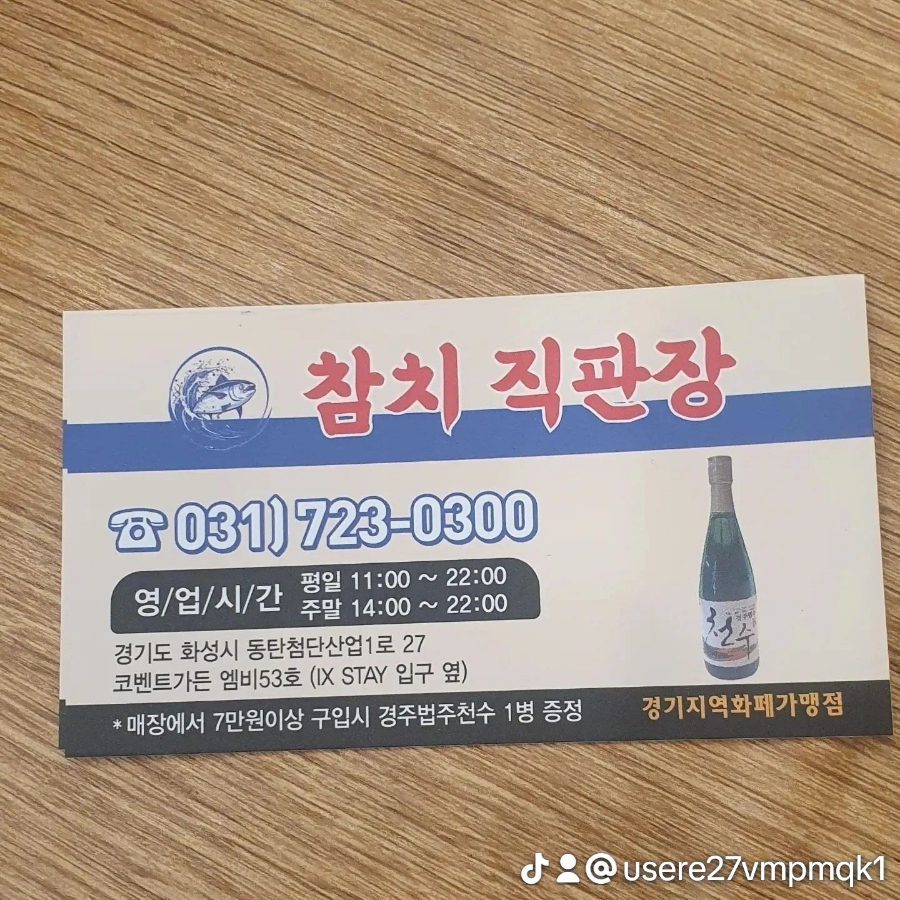 참치 직판장
031) 723-0300
영/업/시/간
평일 11:00 ~ 22:00
주말 14:00 ~ 22:00
경기도 화성시 동탄첨단산업1로 27
코벤트가든 엠비53호 (IX STAY 입구 옆)
*매장에서 7만원이상 구입시 경주법주천수 1병 증정
경기지역화폐가맹점
천수
@usere27vmpmqk1